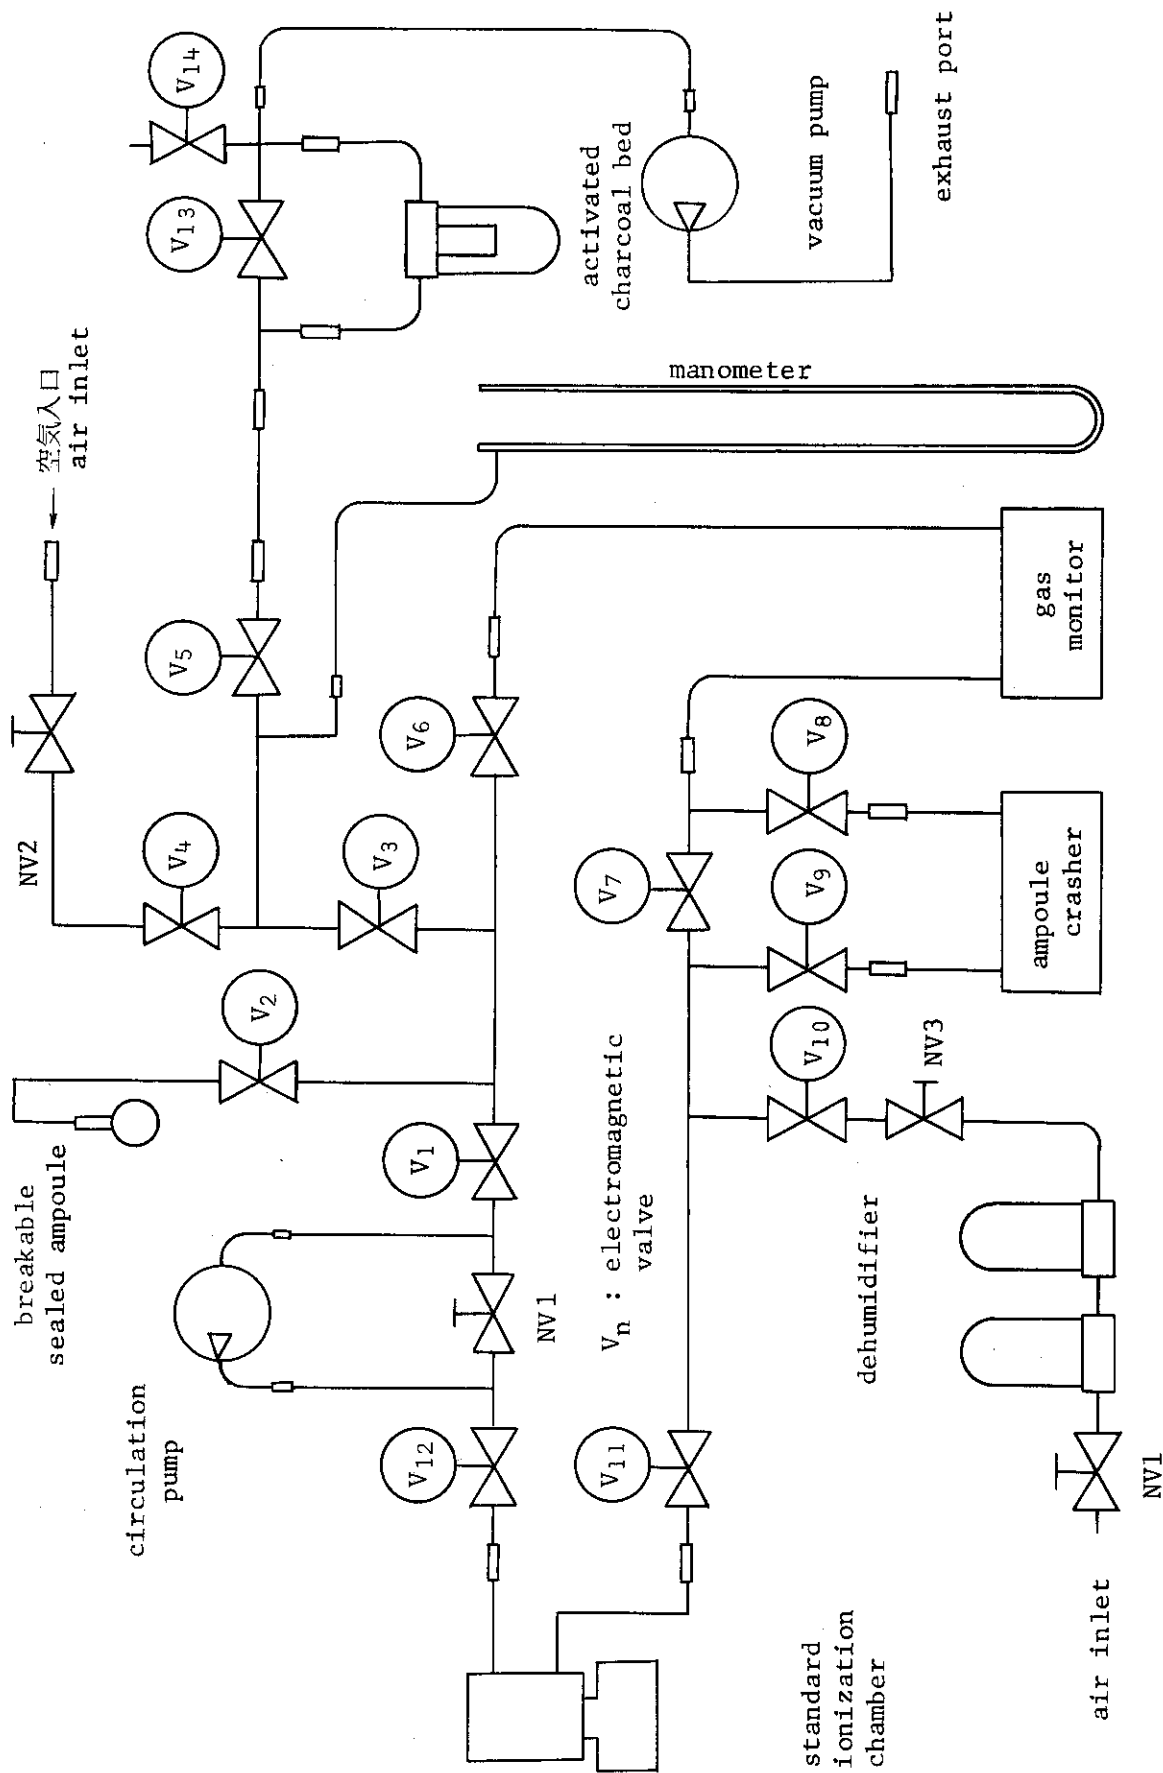 breakable
sealed ampoule
circulation
pump
NV2
空気入口
air inlet
V14
V13
V5
V4
V3
V2
V1
V12
NV1
V6
activated
charcoal bed
vacuum pump
exhaust port
manometer
Vn : electromagnetic
valve
V11
V7
V8
V9
V10
NV3
gas
monitor
ampoule
crasher
dehumidifier
standard
ionization
chamber
air inlet
NV1